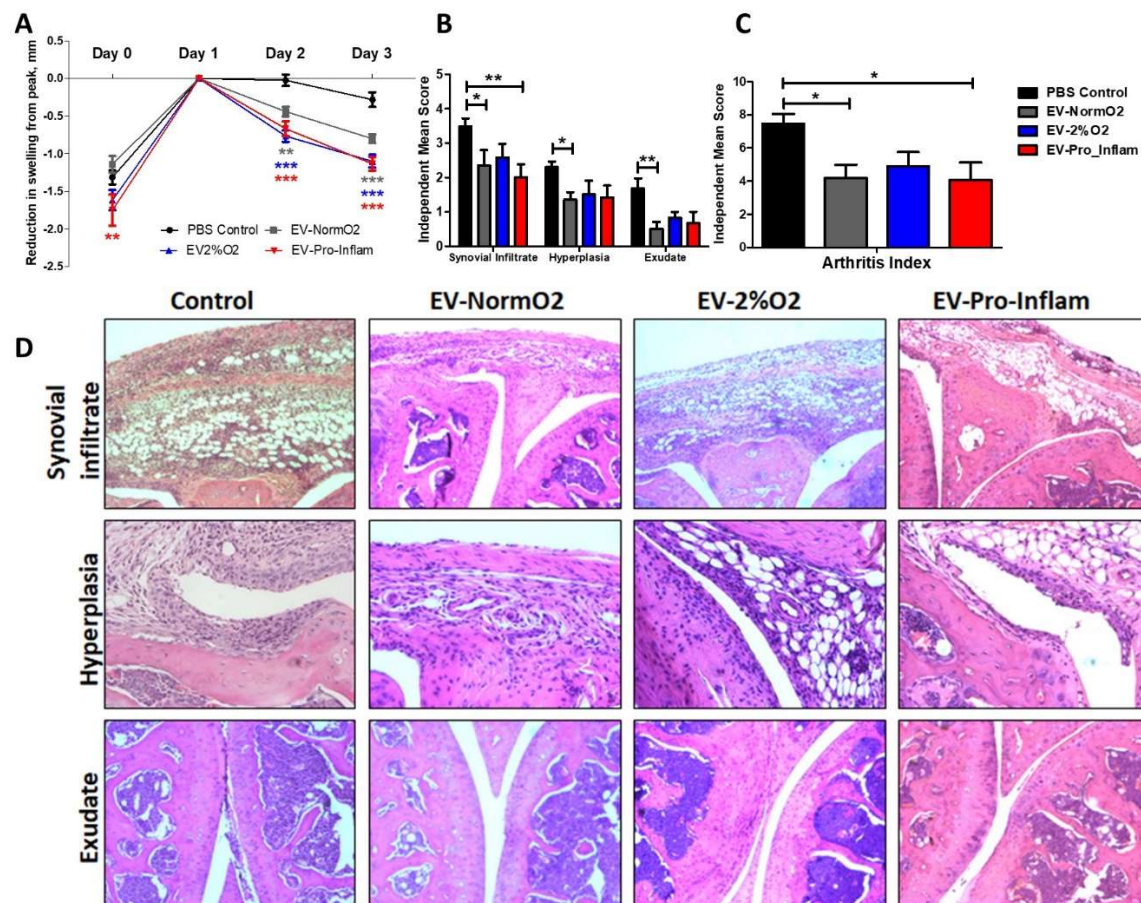 A
Day 0 Day 1 Day 2 Day 3
Reduction in swelling from peak, mm
0.5
0.0
-0.5
-1.0
-1.5
-2.0
-2.5
**
**
***
***
***
***
***
PBS Control EV-NormO2
EV2%O2 EV-Pro-Inflam
B
Independent Mean Score
5
4
3
2
1
0
**
*
*
**
Synovial Infiltrate Hyperplasia Exudate
C
Independent Mean Score
10
8
6
4
2
0
*
*
Arthritis Index
PBS Control
EV-NormO2
EV-2%O2
EV-Pro_Inflam
D
Control EV-NormO2 EV-2%O2 EV-Pro-Inflam
Synovial
infiltrate
Hyperplasia
Exudate